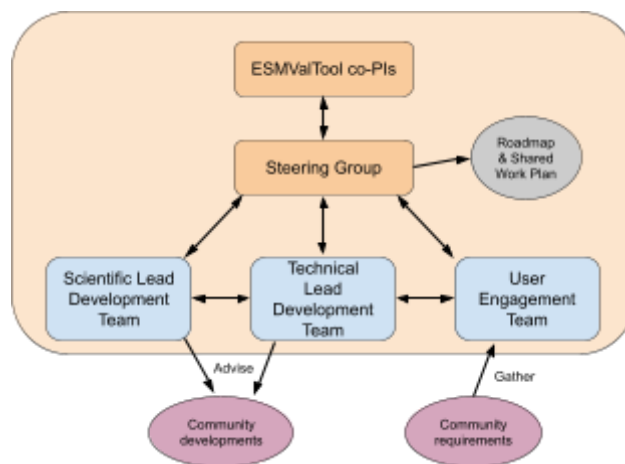 ESMValTool co-PIs
Steering Group
Roadmap
& Shared
Work Plan
Scientific Lead
Development
Team
Technical
Lead
Development
Team
User
Engagement
Team
Advise
Gather
Community
developments
Community
requirements